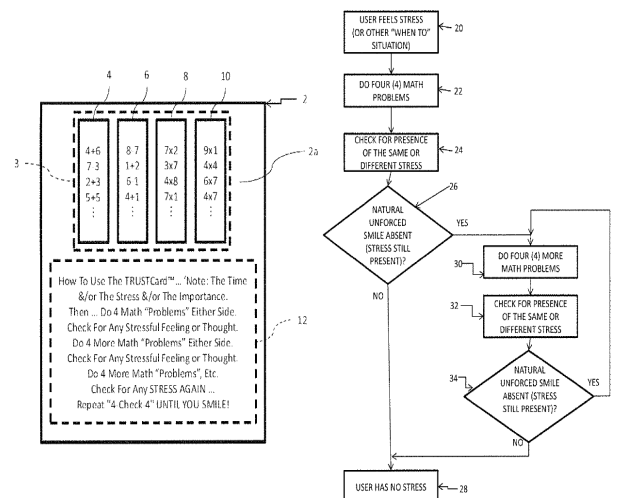 4
6
8
10
2
3
2a
4+6
7 3
2+3
5+5
⋮
8 7
1+2
6 1
4+1
⋮
7x2
3x7
4x8
7x1
⋮
9x1
4x4
6x7
4x7
⋮
How To Use The TRUSTCard™... 'Note: The Time
&/or The Stress &/or The Importance.
Then ... Do 4 Math "Problems" Either Side.
Check For Any Stressful Feeling or Thought.
Do 4 More Math "Problems" Either Side.
Check For Any Stressful Feeling or Thought.
Do 4 More Math "Problems", Etc.
Check For Any STRESS AGAIN ...
Repeat "4 Check 4" UNTIL YOU SMILE!
12
USER FEELS STRESS
(OR OTHER "WHEN TO"
SITUATION)
20
DO FOUR (4) MATH
PROBLEMS
22
CHECK FOR PRESENCE
OF THE SAME OR
DIFFERENT STRESS
24
26
NATURAL
UNFORCED
SMILE ABSENT
(STRESS STILL
PRESENT)?
YES
NO
DO FOUR (4) MORE
MATH PROBLEMS
30
CHECK FOR PRESENCE
OF THE SAME OR
DIFFERENT STRESS
32
NATURAL
UNFORCED SMILE
ABSENT (STRESS
STILL PRESENT)?
34
YES
NO
USER HAS NO STRESS
28